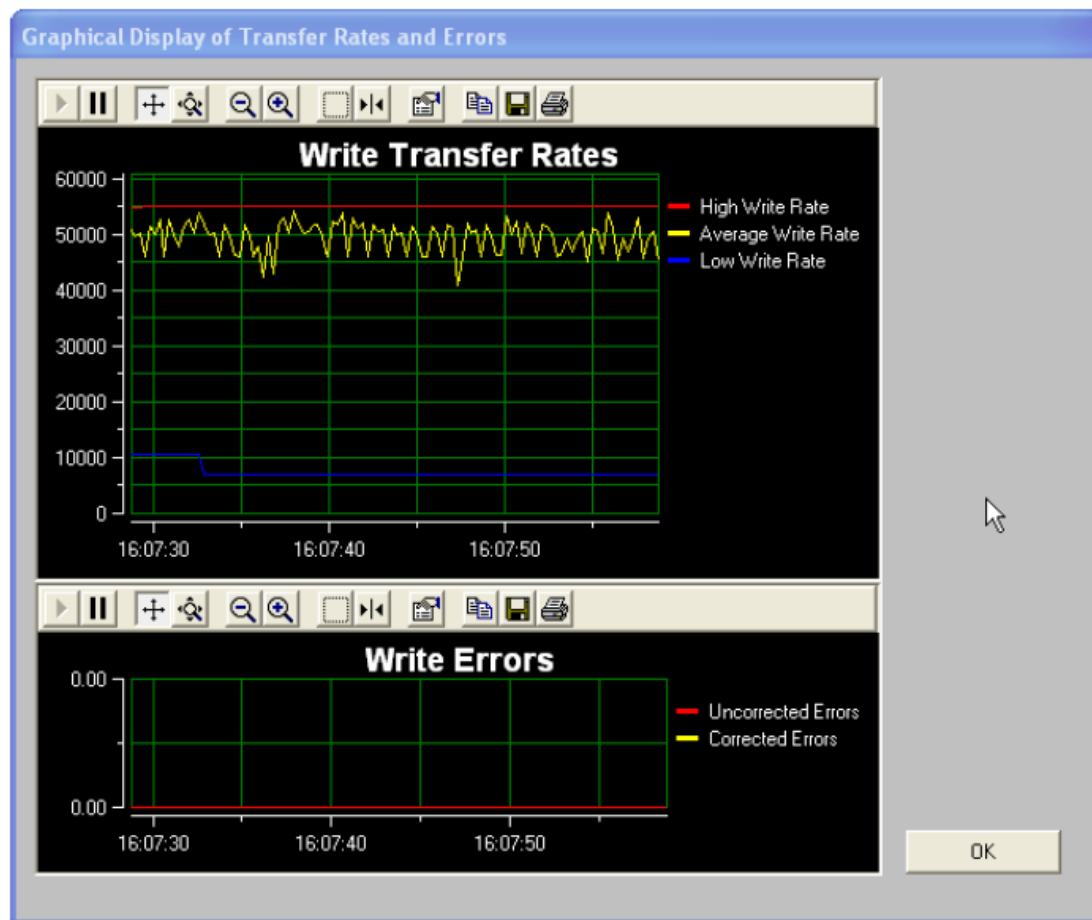 Graphical Display of Transfer Rates and Errors
Write Transfer Rates
60000
50000
40000
30000
20000
10000
0
16:07:30 16:07:40 16:07:50
High Write Rate
Average Write Rate
Low Write Rate
Write Errors
0.00
0.00
16:07:30 16:07:40 16:07:50
Uncorrected Errors
Corrected Errors
OK